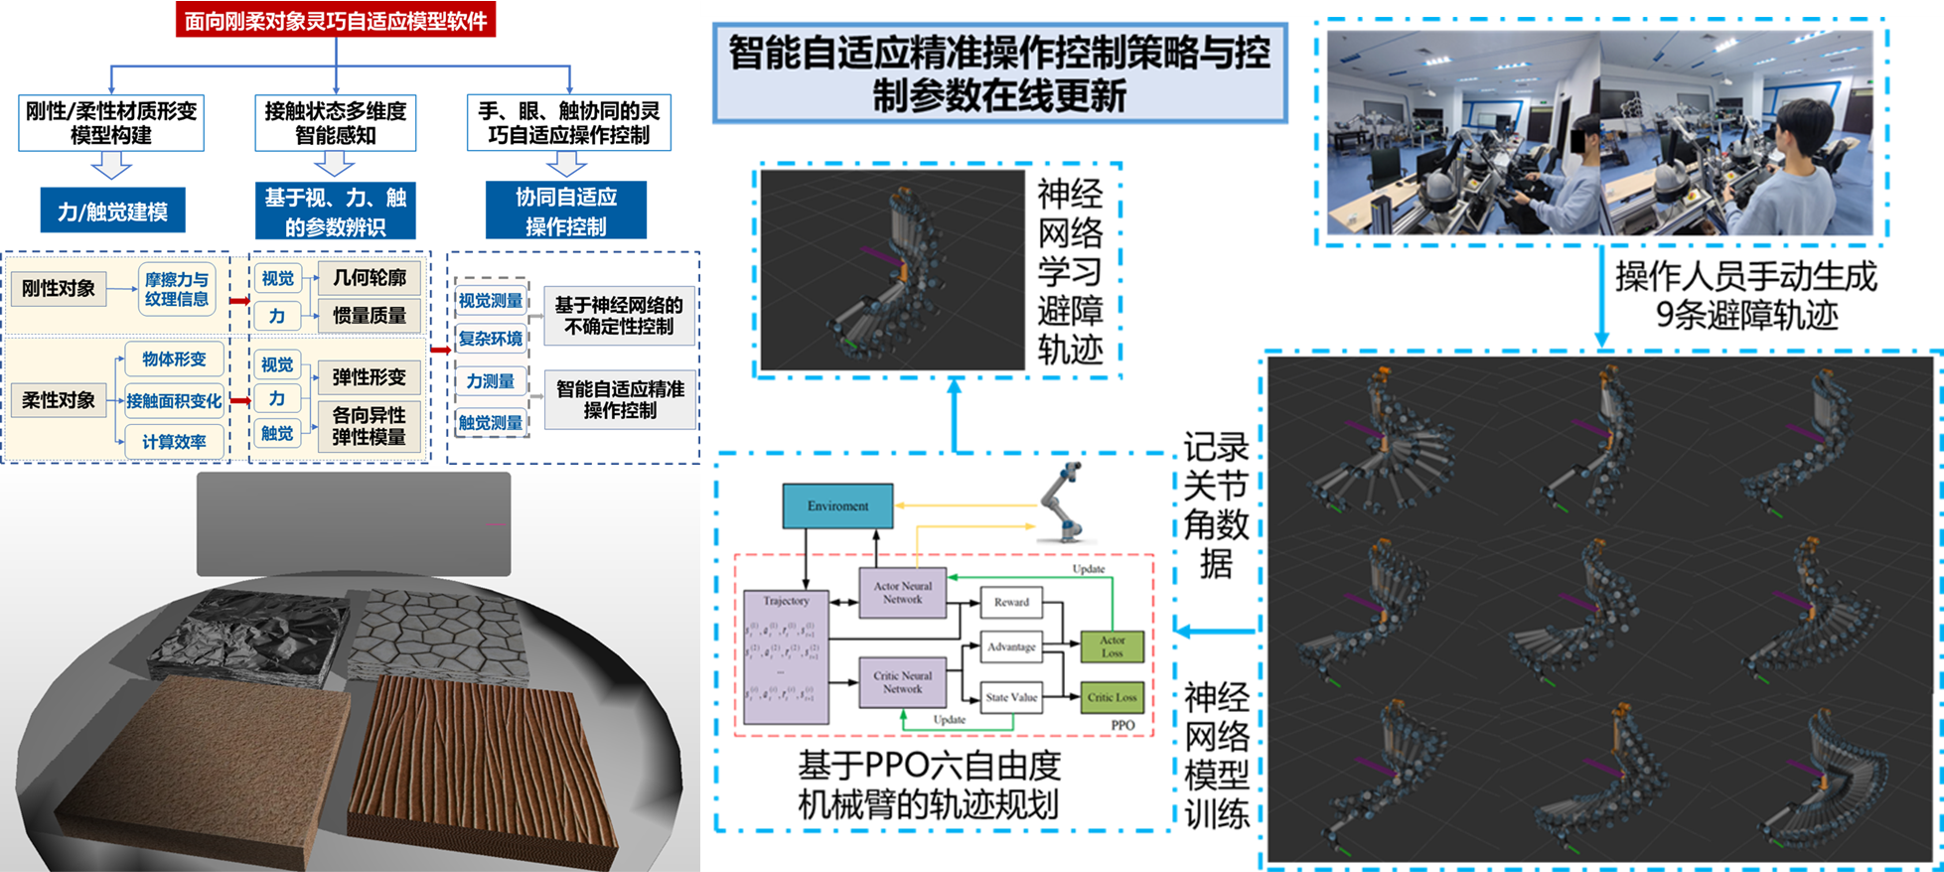 面向刚柔对象灵巧自适应模型软件
刚性/柔性材质形变
模型构建
接触状态多维度
智能感知
手、眼、触协同的灵
巧自适应操作控制
力/触觉建模
基于视、力、触
的参数辨识
协同自适应
操作控制
刚性对象
摩擦力与
纹理信息
视觉
力
几何轮廓
惯量质量
柔性对象
物体形变
接触面积变化
计算效率
视觉
力
触觉
弹性形变
各向异性
弹性模量
视觉测量
复杂环境
力测量
触觉测量
基于神经网络的
不确定性控制
智能自适应精准
操作控制
智能自适应精准操作控制策略与控
制参数在线更新
神经
网络
学习
避障
轨迹
操作人员手动生成
9条避障轨迹
记录
关节
角数
据
神经
网络
模型
训练
Enviroment
Trajectory
...
Actor Neural
Network
Critic Neural
Network
Reward
Advantage
State Value
Actor
Loss
Critic Loss
Update
Update
PPO
基于PPO六自由度
机械臂的轨迹规划